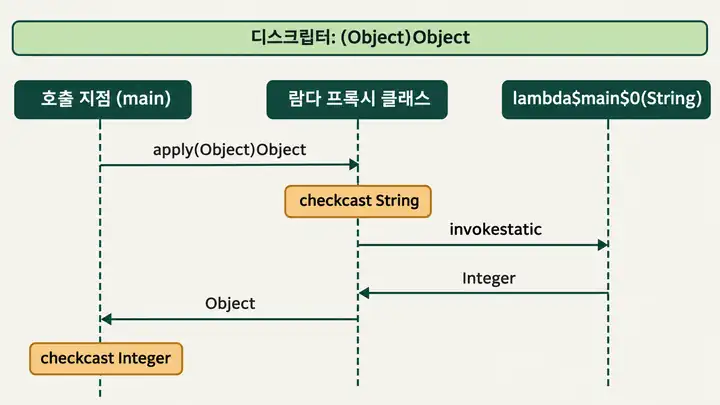 디스크립터: (Object)Object
호출 지점 (main)
람다 프록시 클래스
lambda$main$0(String)
apply(Object)Object
checkcast String
invokestatic
Integer
Object
checkcast Integer